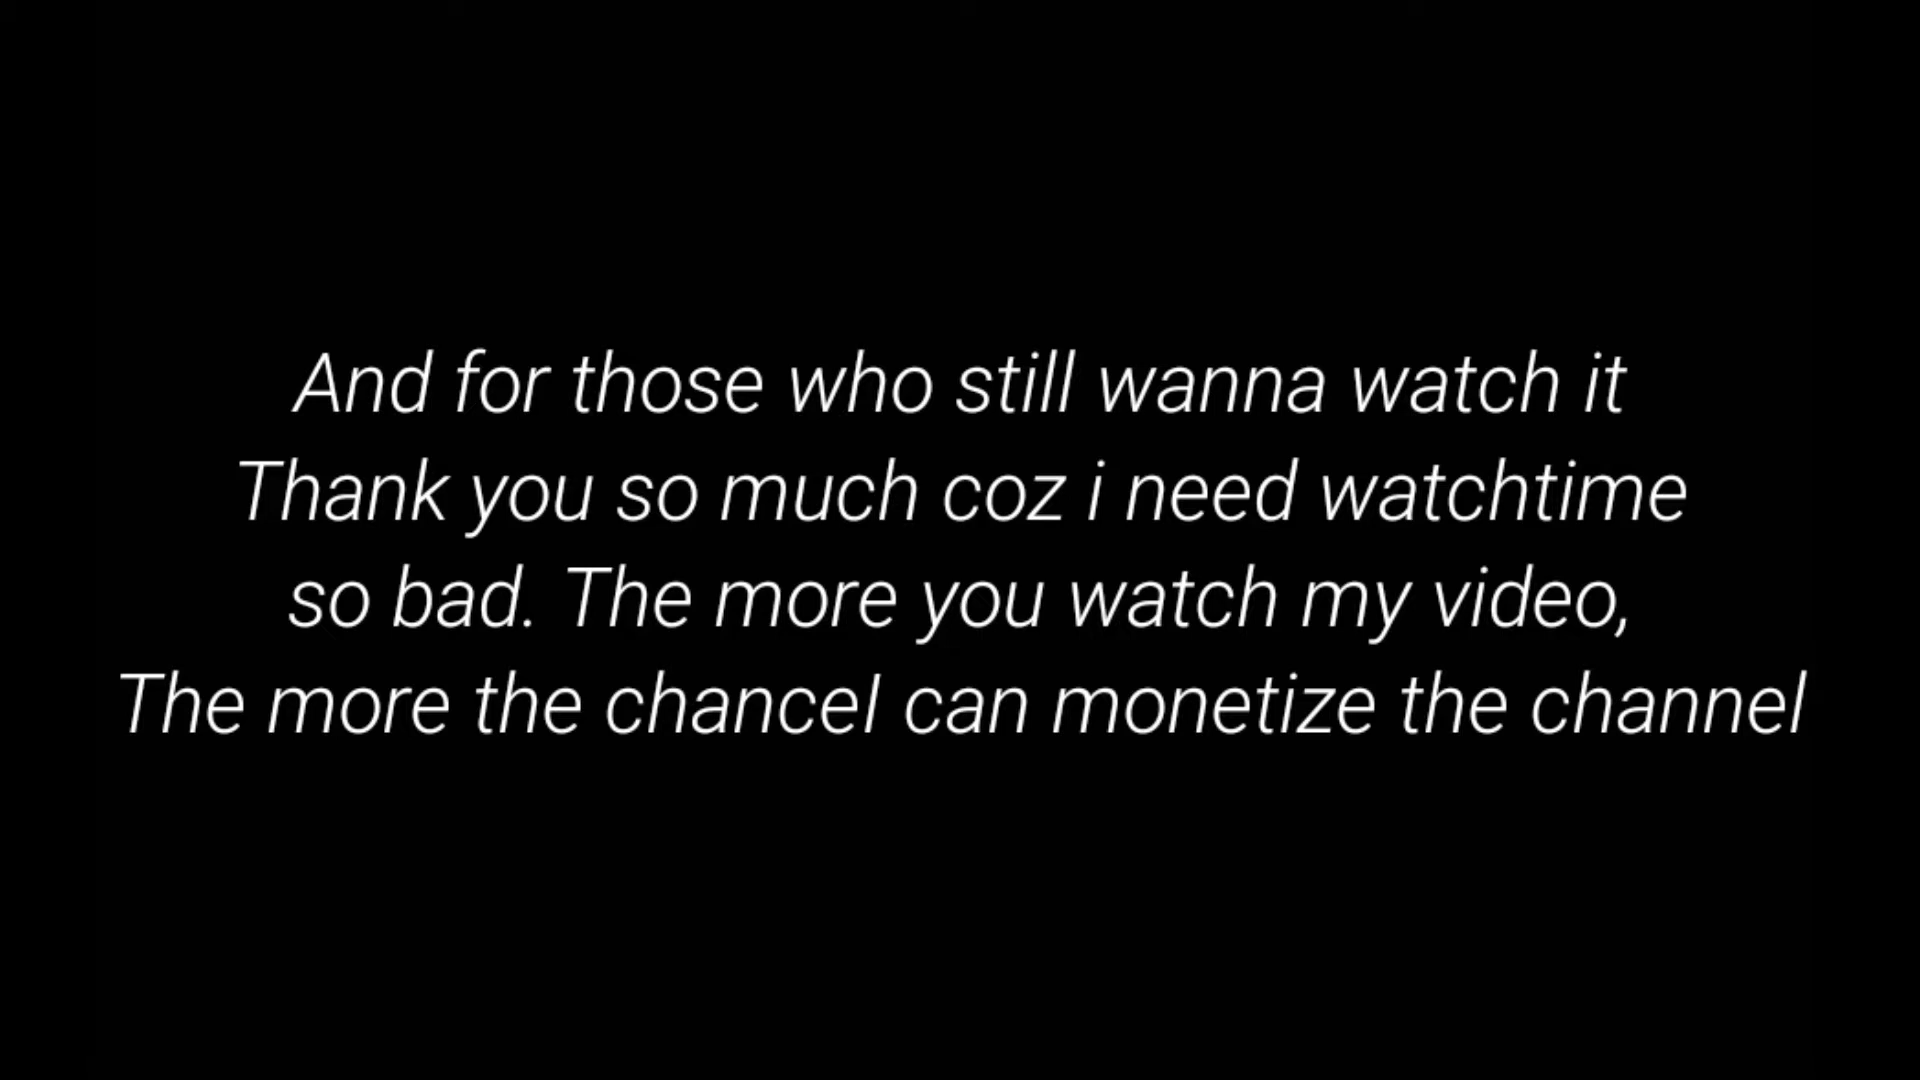 And for those who still wanna watch it
Thank you so much coz i need watchtime
so bad. The more you watch my video,
The more the chanceI can monetize the channel